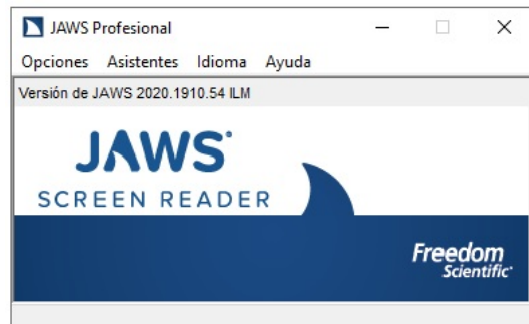 JAWS Profesional
Opciones Asistentes Idioma Ayuda
Versión de JAWS 2020.1910.54 ILM
JAWS
SCREEN READER
Freedom
Scientific